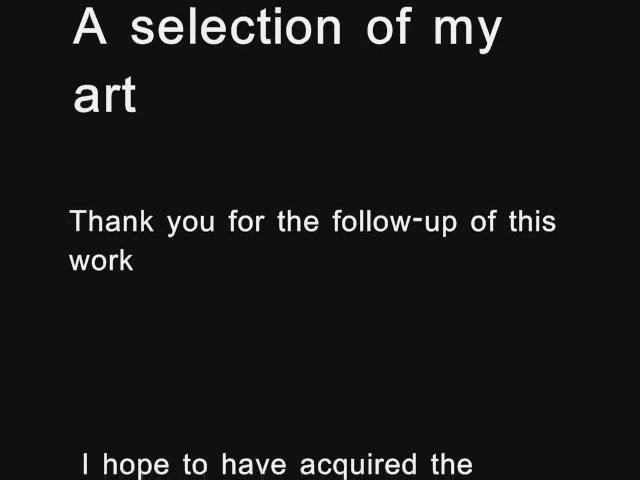 A selection of my
art
Thank you for the follow-up of this
work
I hope to have acquired the